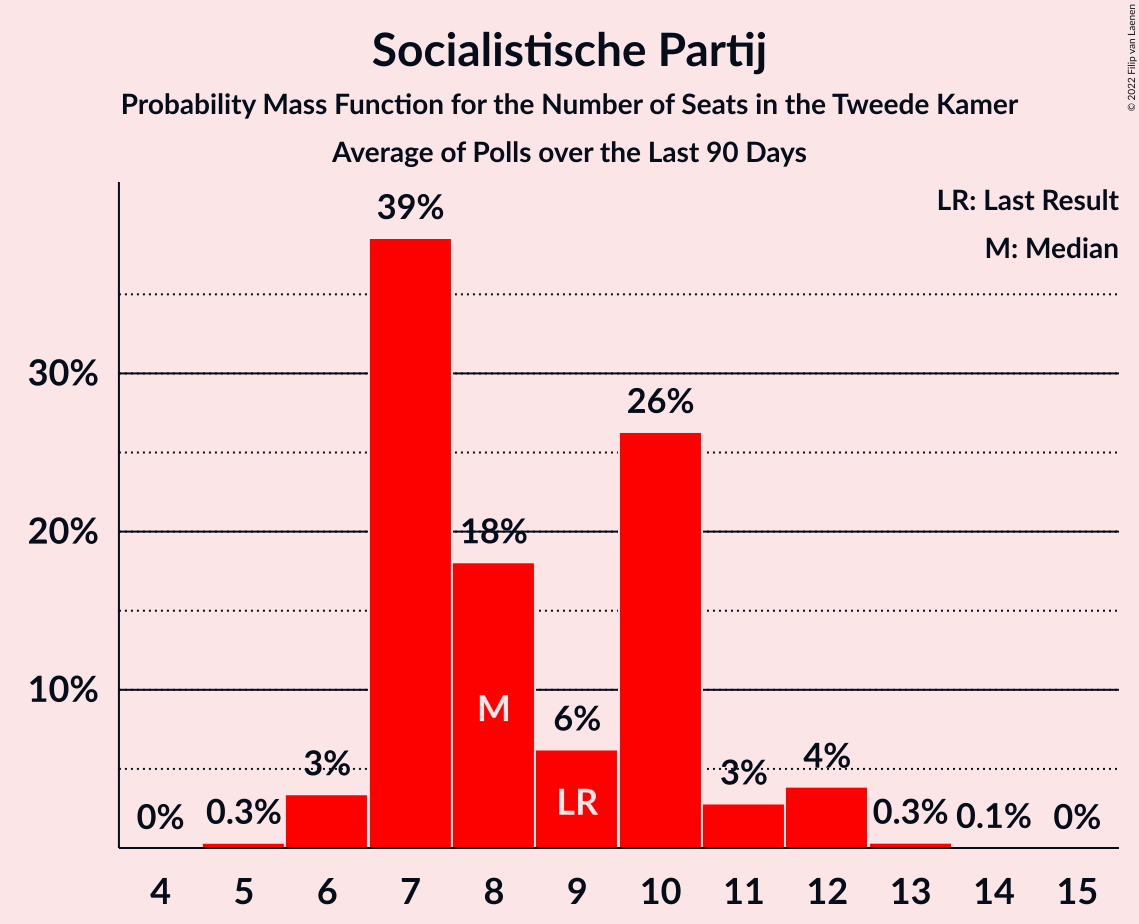 Socialistische Partij
Probability Mass Function for the Number of Seats in the Tweede Kamer
Average of Polls over the Last 90 Days
© 2022 Filip van Laenen
LR: Last Result
M: Median
30%
20%
10%
0%
0.3%
3%
39%
18%
6%
26%
3%
4%
0.3%
0.1%
0%
M
LR
4 5 6 7 8 9 10 11 12 13 14 15